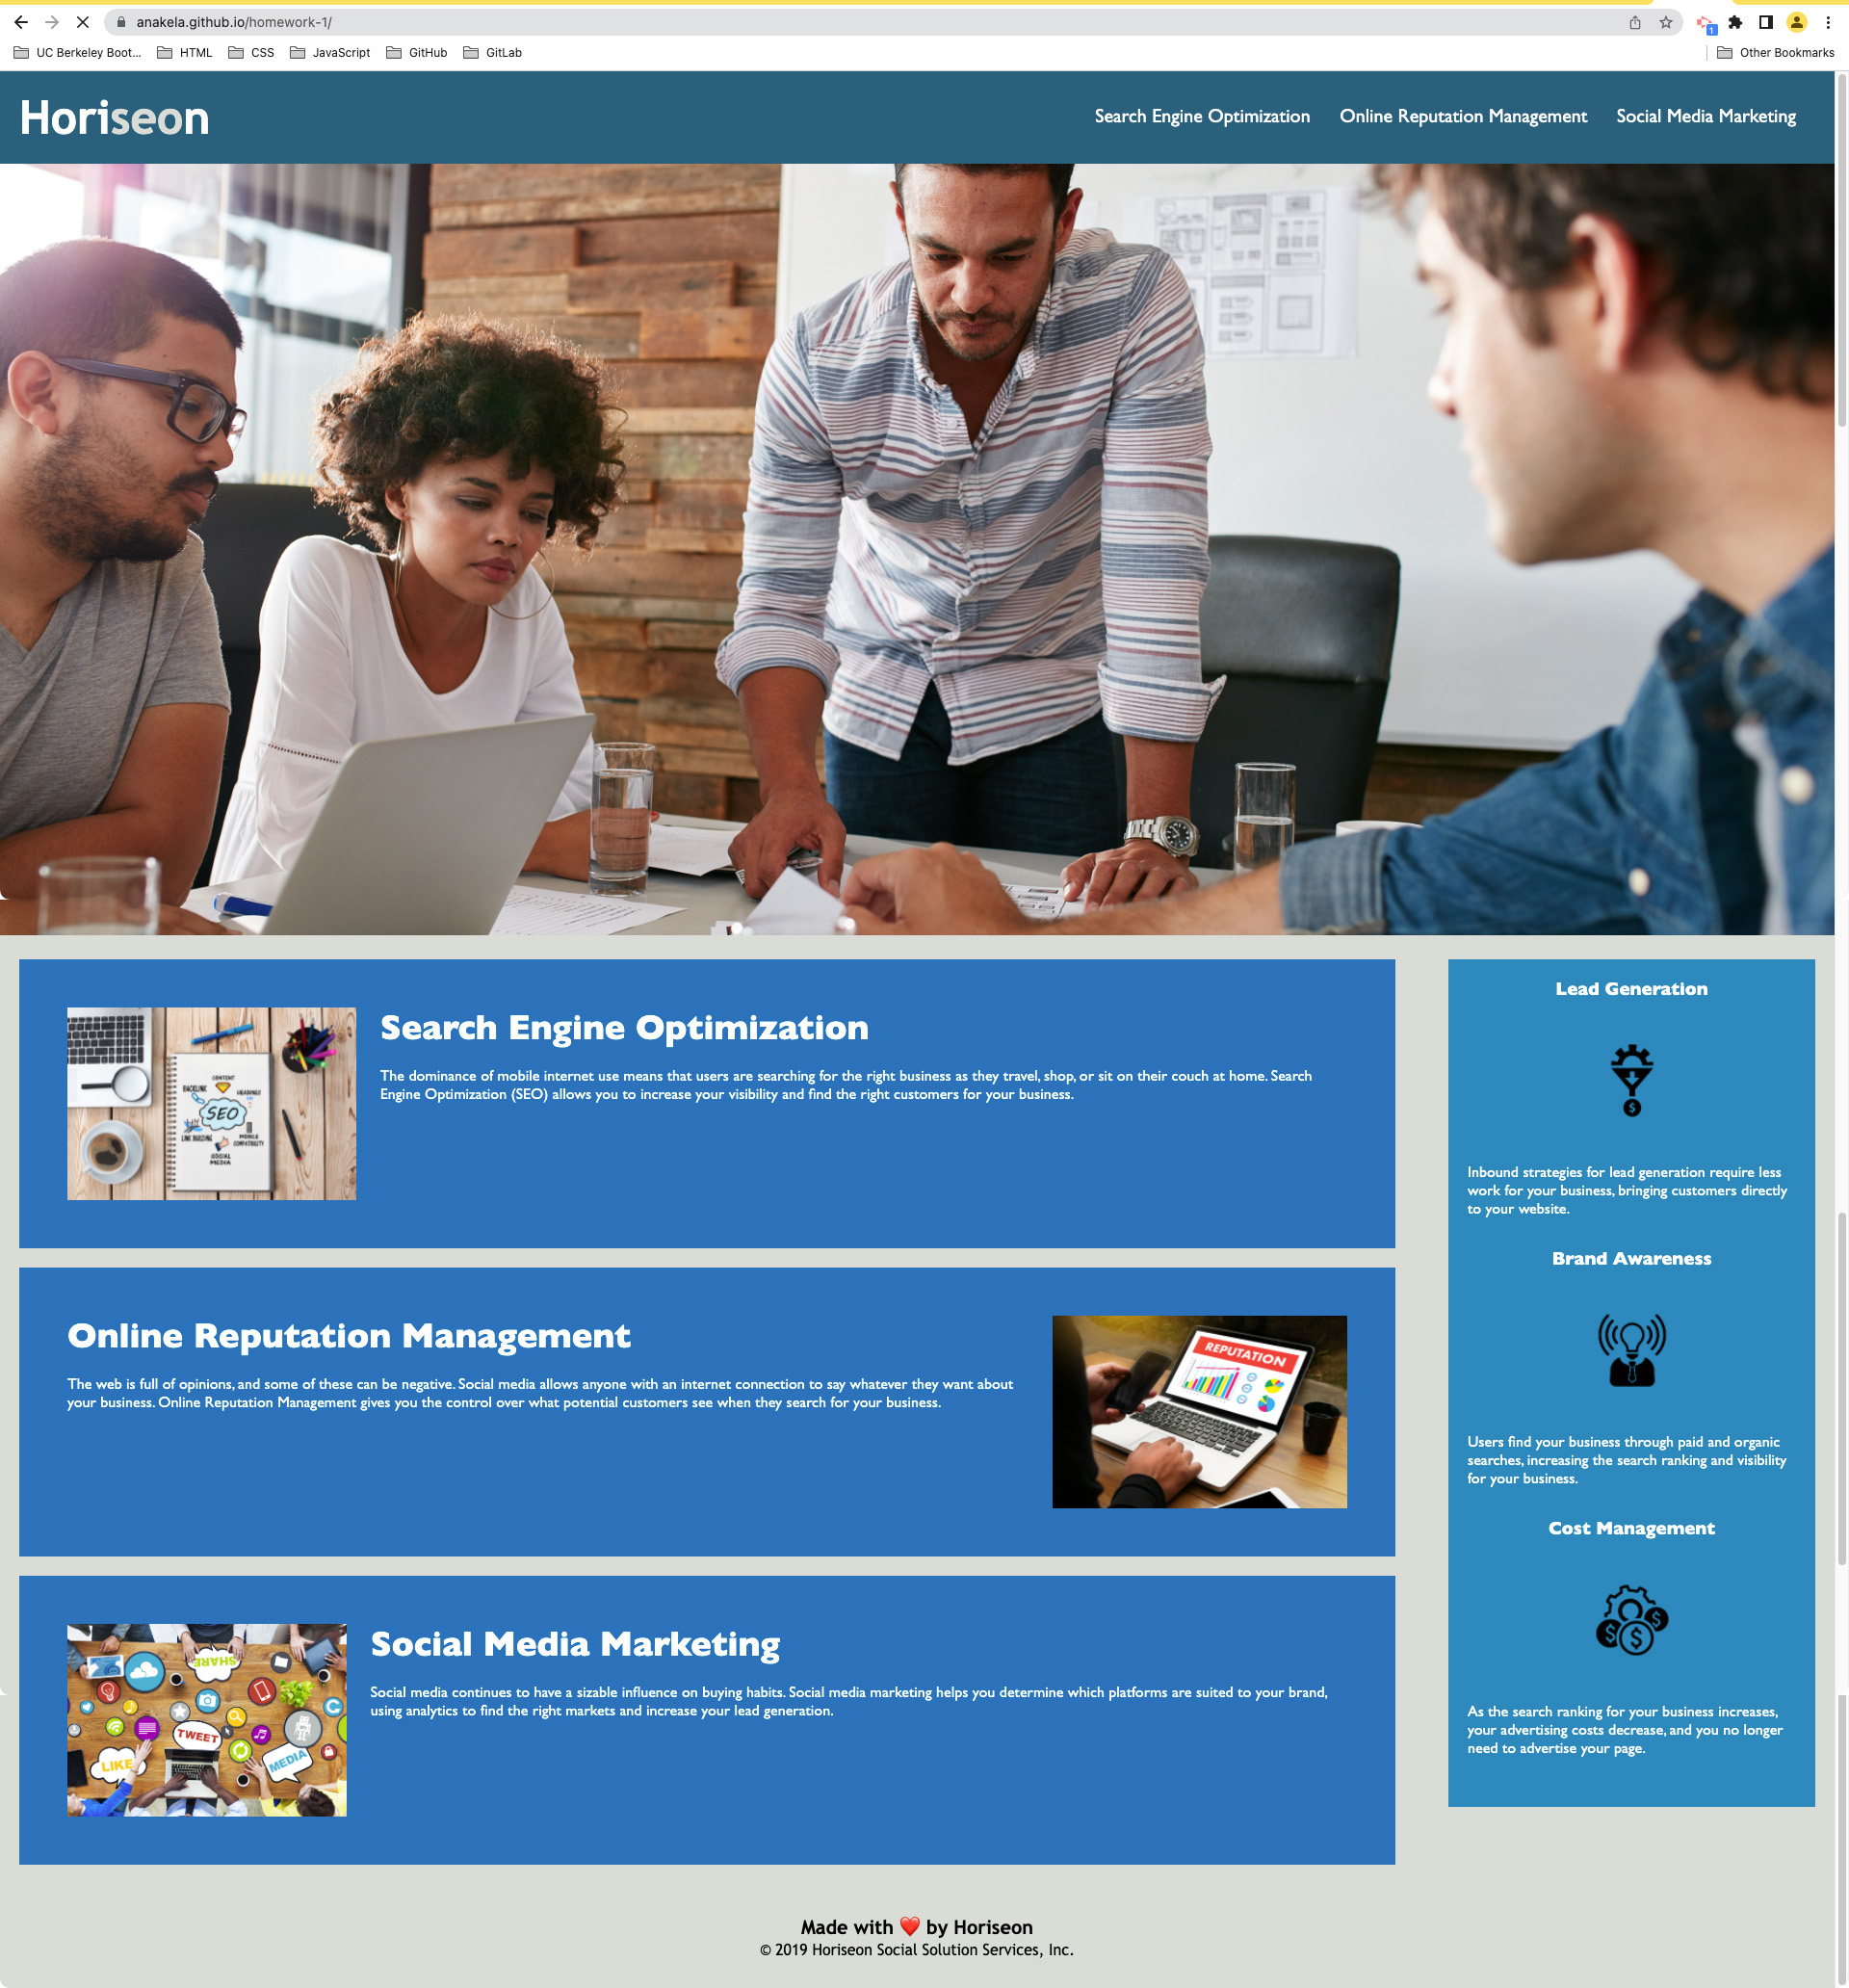 anakela.github.io/homework-1/
1
UC Berkeley Boot... HTML CSS JavaScript GitHub GitLab Other Bookmarks
Horiseon
Search Engine Optimization Online Reputation Management Social Media Marketing
Search Engine Optimization
The dominance of mobile internet use means that users are searching for the right business as they travel, shop, or sit on their couch at home. Search
Engine Optimization (SEO) allows you to increase your visibility and find the right customers for your business.
CONTENT
BACKLINK
HEADINGS
SEO
LINK BUILDING
MOBILE
COMPATIBILITY
SOCIAL
MEDIA
Online Reputation Management
The web is full of opinions, and some of these can be negative. Social media allows anyone with an internet connection to say whatever they want about
your business. Online Reputation Management gives you the control over what potential customers see when they search for your business.
REPUTATION
Social Media Marketing
Social media continues to have a sizable influence on buying habits. Social media marketing helps you determine which platforms are suited to your brand,
using analytics to find the right markets and increase your lead generation.
SHARE
TWEET
LIKE
MEDIA
Lead Generation
$
Inbound strategies for lead generation require less
work for your business, bringing customers directly
to your website.
Brand Awareness
Users find your business through paid and organic
searches, increasing the search ranking and visibility
for your business.
Cost Management
$ $ $
As the search ranking for your business increases,
your advertising costs decrease, and you no longer
need to advertise your page.
Made with ❤️ by Horiseon
© 2019 Horiseon Social Solution Services, Inc.